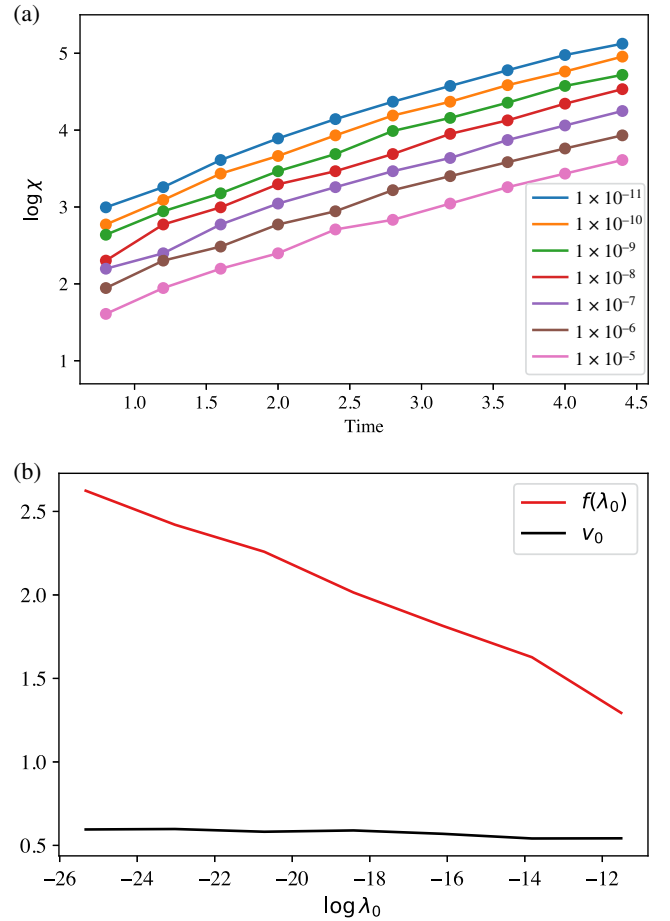 (a)
5
4
3
2
1
log χ
1 × 10⁻¹¹
1 × 10⁻¹⁰
1 × 10⁻⁹
1 × 10⁻⁸
1 × 10⁻⁷
1 × 10⁻⁶
1 × 10⁻⁵
1.0 1.5 2.0 2.5 3.0 3.5 4.0 4.5
Time
(b)
2.5
2.0
1.5
1.0
0.5
f(λ₀)
v₀
−26 −24 −22 −20 −18 −16 −14 −12
log λ₀